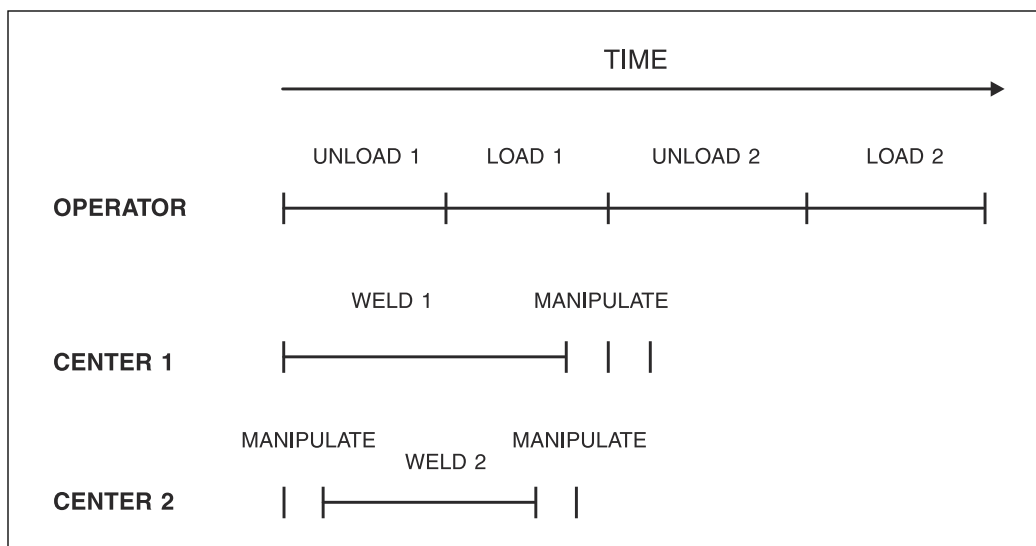 TIME
UNLOAD 1 LOAD 1 UNLOAD 2 LOAD 2
OPERATOR
WELD 1 MANIPULATE
CENTER 1
MANIPULATE MANIPULATE
WELD 2
CENTER 2